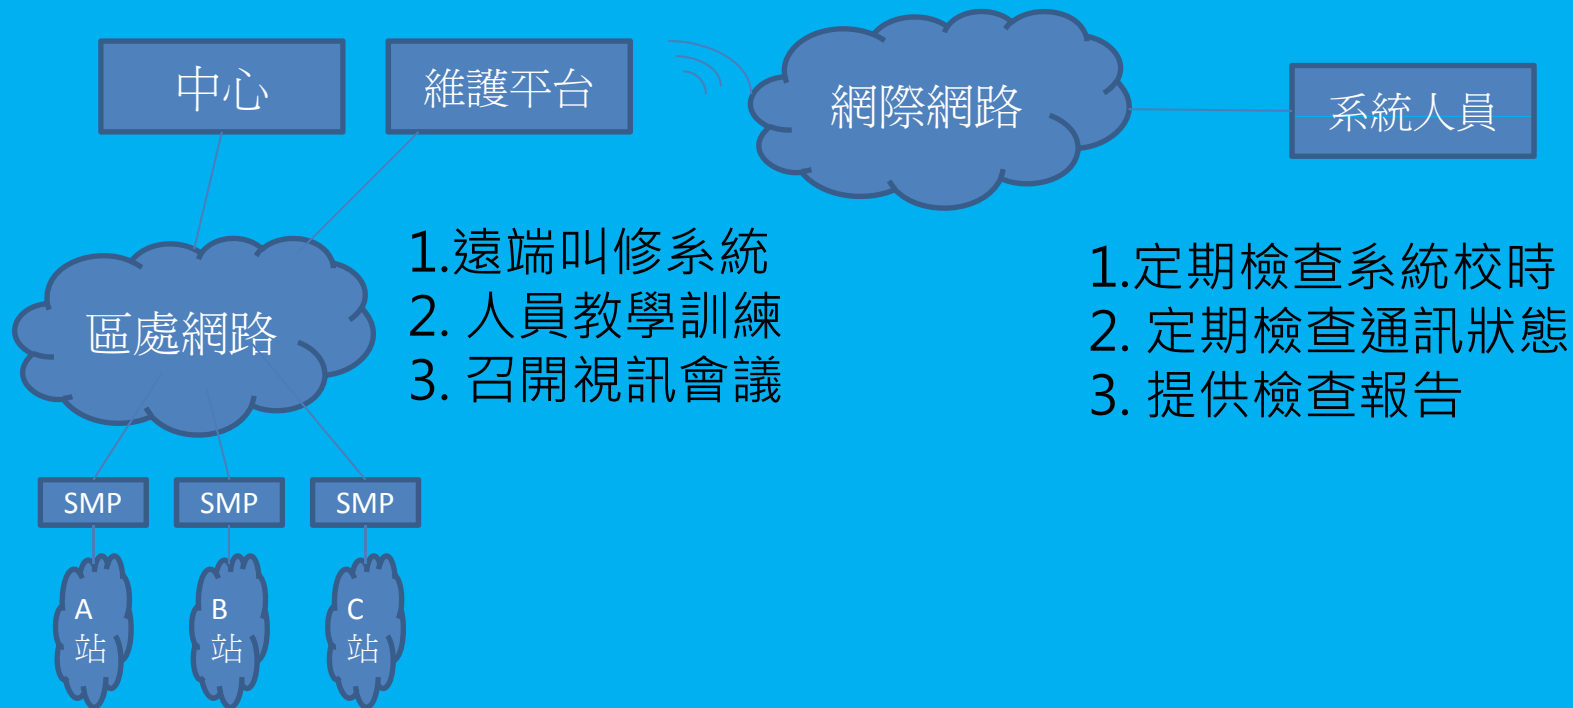 中心
維護平台
網際網路
系統人員
區處網路
1.遠端叫修系統
2. 人員教學訓練
3. 召開視訊會議
1.定期檢查系統校時
2. 定期檢查通訊狀態
3. 提供檢查報告
SMP
SMP
SMP
A
站
B
站
C
站